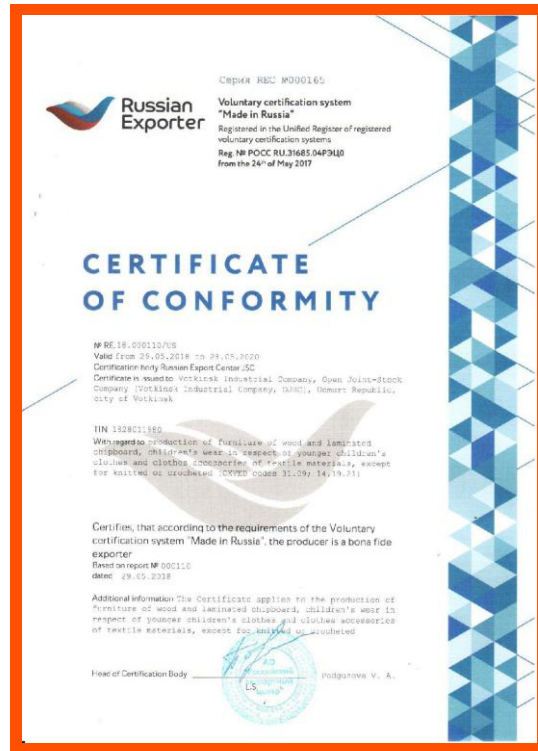 Серия REC №000165
Russian
Exporter
Voluntary certification system
"Made in Russia"
Registered in the Unified Register of registered
voluntary certification systems
Reg. № РОСС RU.31685.04РЭЦ0
from the 24th of May 2017
CERTIFICATE
OF CONFORMITY
№ RE.18.000110/US
Valid from 29.05.2018 to 28.05.2020
Certification body Russian Export Center JSC
Certificate is issued to Votkinsk Industrial Company, Open Joint-Stock
Company (Votkinsk Industrial Company, OJSC), Udmurt Republic,
city of Votkinsk
TIN 1828011980
With regard to production of furniture of wood and laminated
chipboard, children's wear in respect of younger children's
clothes and clothes accessories of textile materials, except
for knitted or crocheted (OKVED codes 31.09; 14.19.21)
Certifies, that according to the requirements of the Voluntary
certification system "Made in Russia", the producer is a bona fide
exporter
Based on report № 000110
dated 29.05.2018
Additional information The Certificate applies to the production of
furniture of wood and laminated chipboard, children's wear in
respect of younger children's clothes and clothes accessories
of textile materials, except for knitted or crocheted
Head of Certification Body
L.S.
Podgusova V. A.